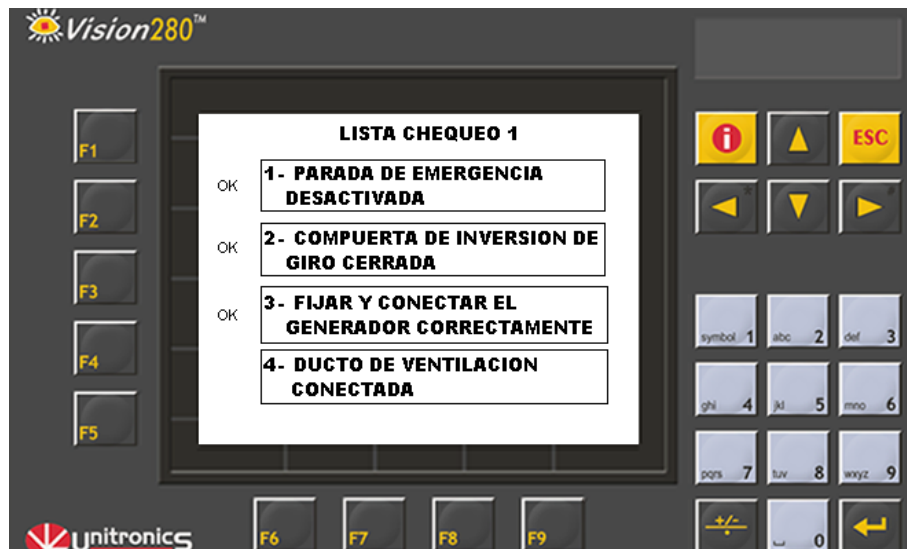 Vision280™
LISTA CHEQUEO 1
OK
1- PARADA DE EMERGENCIA
DESACTIVADA
OK
2- COMPUERTA DE INVERSION DE
GIRO CERRADA
OK
3- FIJAR Y CONECTAR EL
GENERADOR CORRECTAMENTE
4- DUCTO DE VENTILACION
CONECTADA
F1
F2
F3
F4
F5
F6 F7 F8 F9
i ESC
*
#
symbol 1 abc 2 def 3
ghi 4 jkl 5 mno 6
pqrs 7 tuv 8 wxyz 9
+/- 0
unitronics